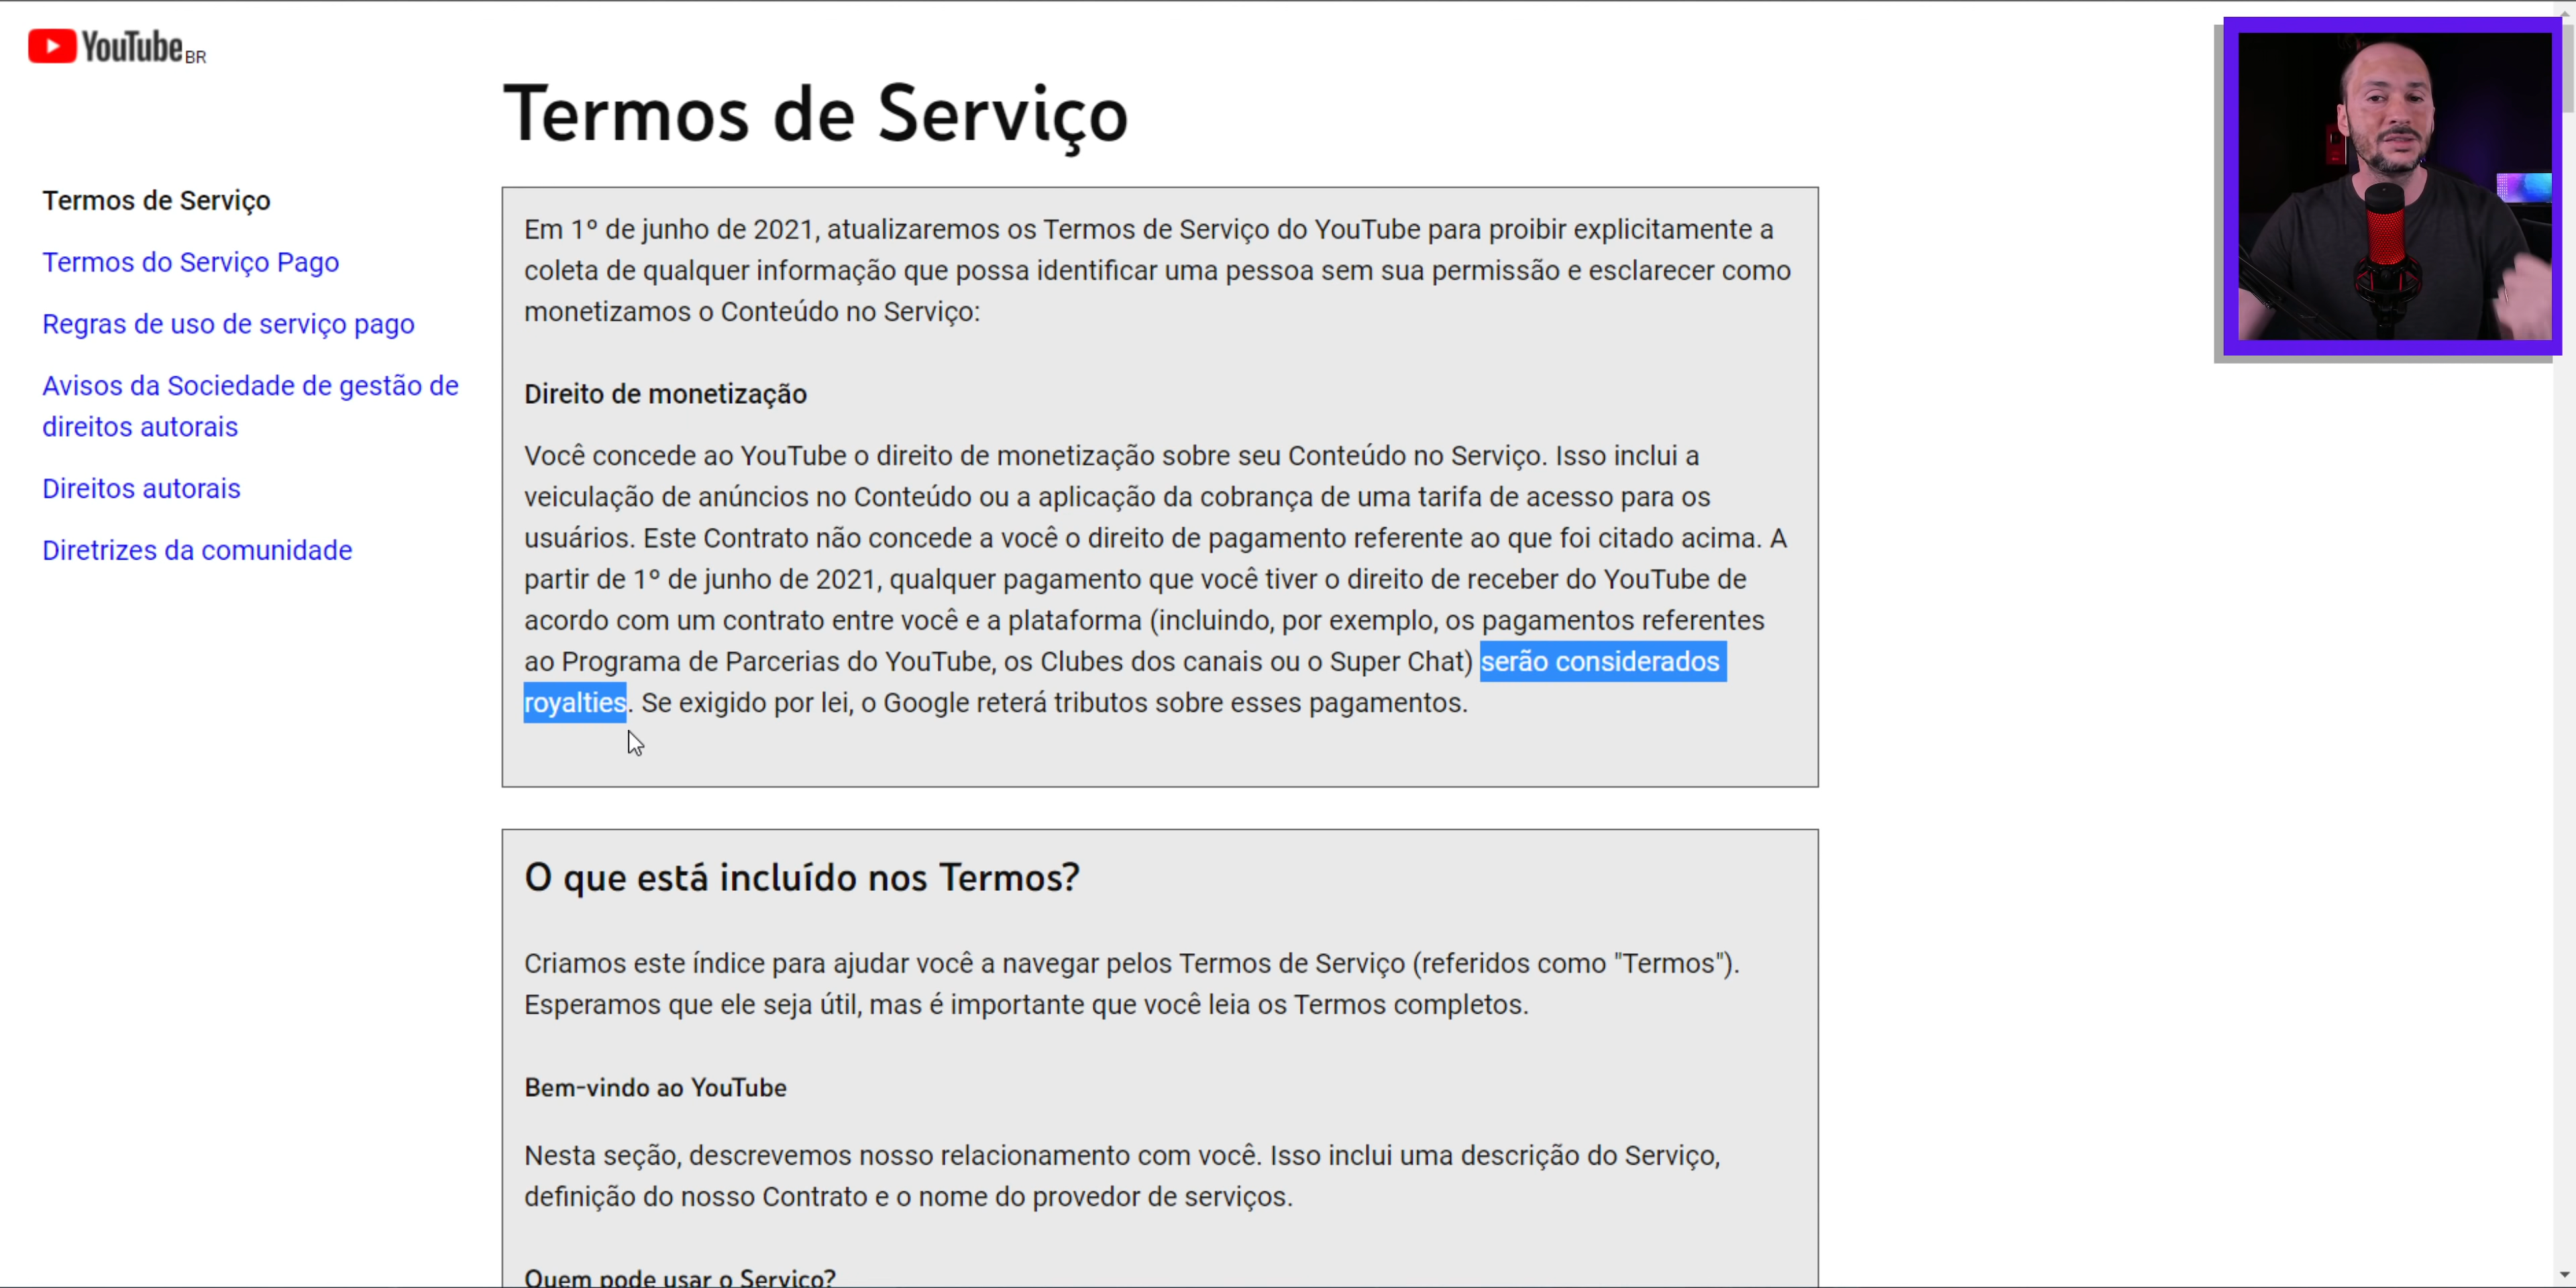 YouTube BR
Termos de Serviço
Termos de Serviço
Termos do Serviço Pago
Regras de uso de serviço pago
Avisos da Sociedade de gestão de
direitos autorais
Direitos autorais
Diretrizes da comunidade
Em 1º de junho de 2021, atualizaremos os Termos de Serviço do YouTube para proibir explicitamente a
coleta de qualquer informação que possa identificar uma pessoa sem sua permissão e esclarecer como
monetizamos o Conteúdo no Serviço:
Direito de monetização
Você concede ao YouTube o direito de monetização sobre seu Conteúdo no Serviço. Isso inclui a
veiculação de anúncios no Conteúdo ou a aplicação da cobrança de uma tarifa de acesso para os
usuários. Este Contrato não concede a você o direito de pagamento referente ao que foi citado acima. A
partir de 1º de junho de 2021, qualquer pagamento que você tiver o direito de receber do YouTube de
acordo com um contrato entre você e a plataforma (incluindo, por exemplo, os pagamentos referentes
ao Programa de Parcerias do YouTube, os Clubes dos canais ou o Super Chat) serão considerados
royalties. Se exigido por lei, o Google reterá tributos sobre esses pagamentos.
O que está incluído nos Termos?
Criamos este índice para ajudar você a navegar pelos Termos de Serviço (referidos como "Termos").
Esperamos que ele seja útil, mas é importante que você leia os Termos completos.
Bem-vindo ao YouTube
Nesta seção, descrevemos nosso relacionamento com você. Isso inclui uma descrição do Serviço,
definição do nosso Contrato e o nome do provedor de serviços.
Quem pode usar o Serviço?